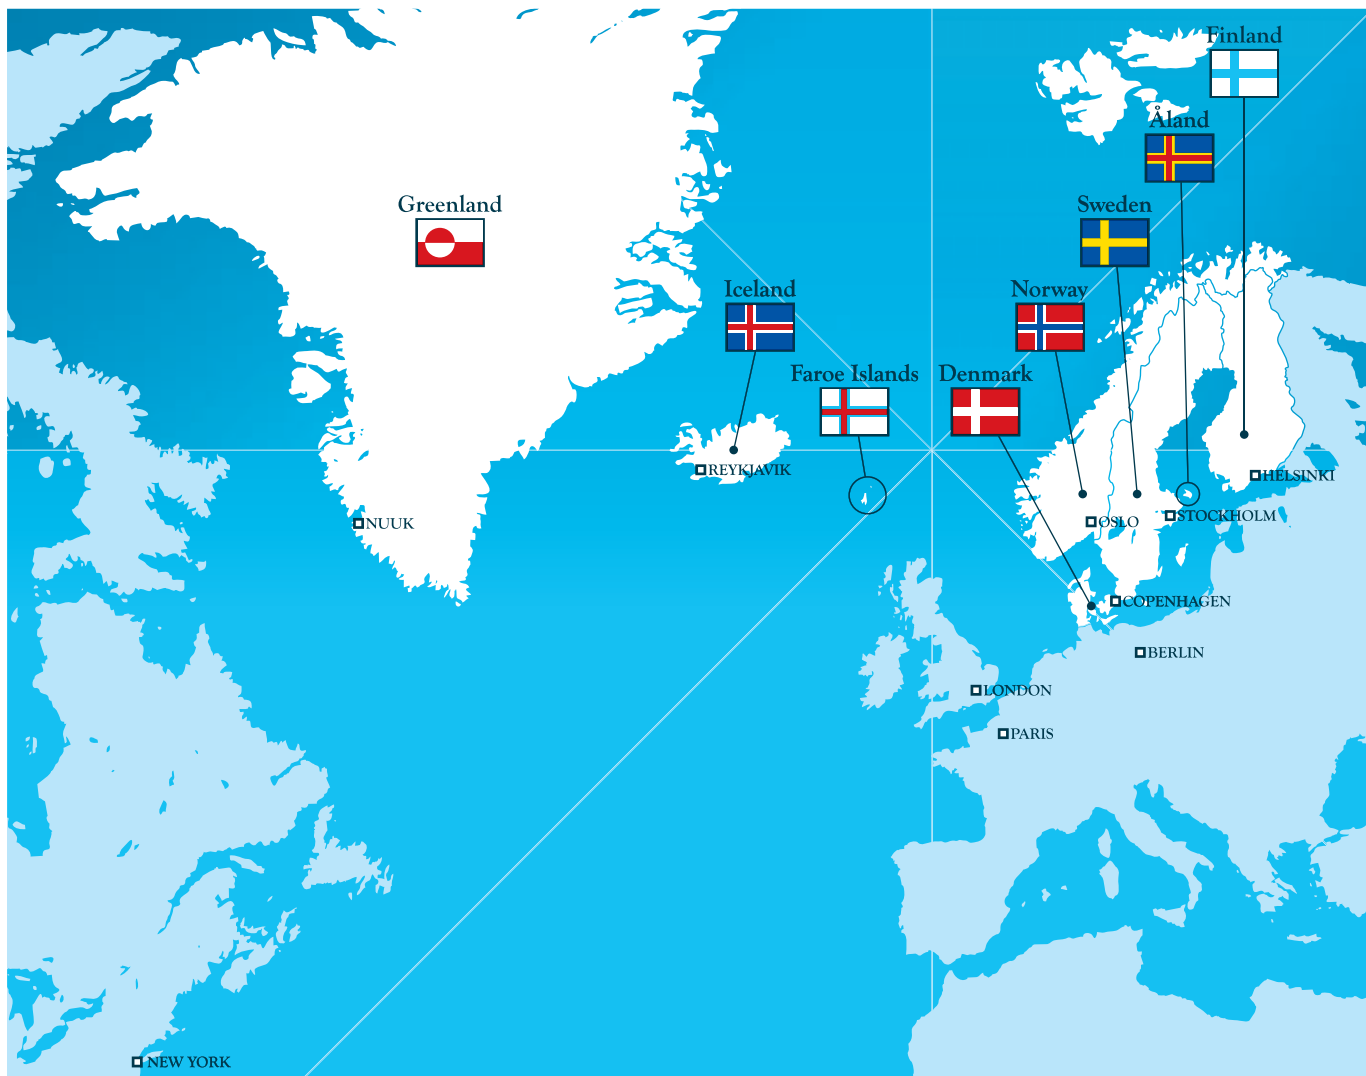 Finland
Åland
Greenland
Sweden
Iceland
Norway
Faroe Islands
Denmark
REYKJAVIK
HELSINKI
NUUK
OSLO
STOCKHOLM
COPENHAGEN
BERLIN
LONDON
PARIS
NEW YORK